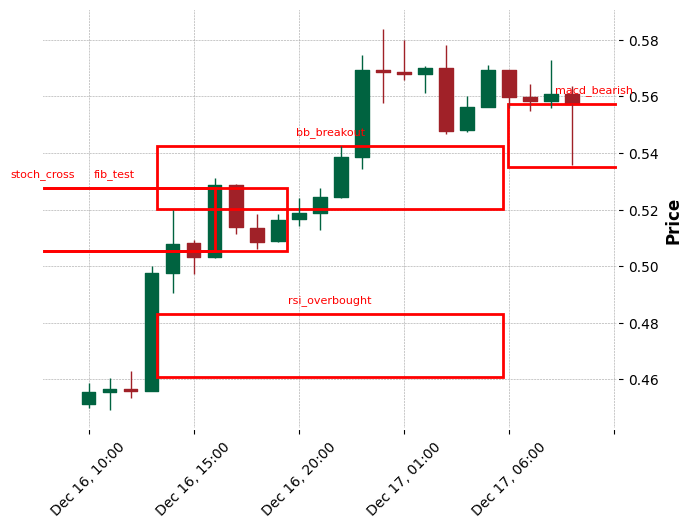 0.58
macd_bearish
0.56
bb_breakout
0.54
stoch_cross fib_test
0.52
Price
0.50
rsi_overbought
0.48
0.46
Dec 16, 10:00
Dec 16, 15:00
Dec 16, 20:00
Dec 17, 01:00
Dec 17, 06:00